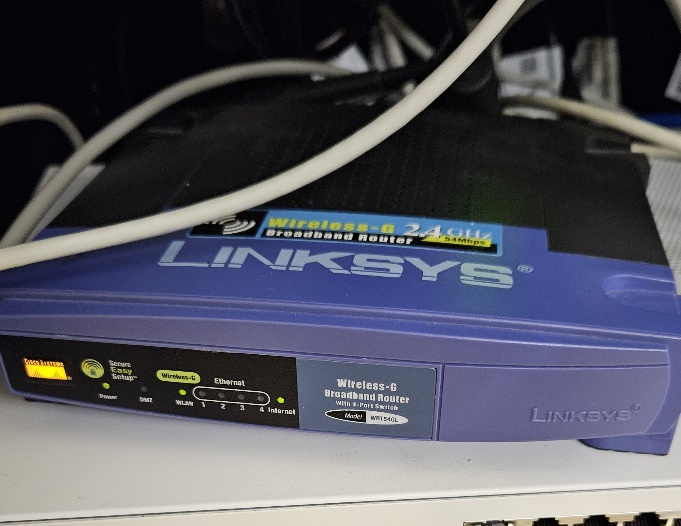 Wireless-G 2.4GHz
Broadband Router 54Mbps
LINKSYS®
CISCO SYSTEMS
Secure
Easy
Setup™
Power
DMZ
Wireless-G
WLAN
Ethernet
1 2 3 4
Internet
Wireless-G
Broadband Router
With 4-Port Switch
Model WRT54GL
LINKSYS®